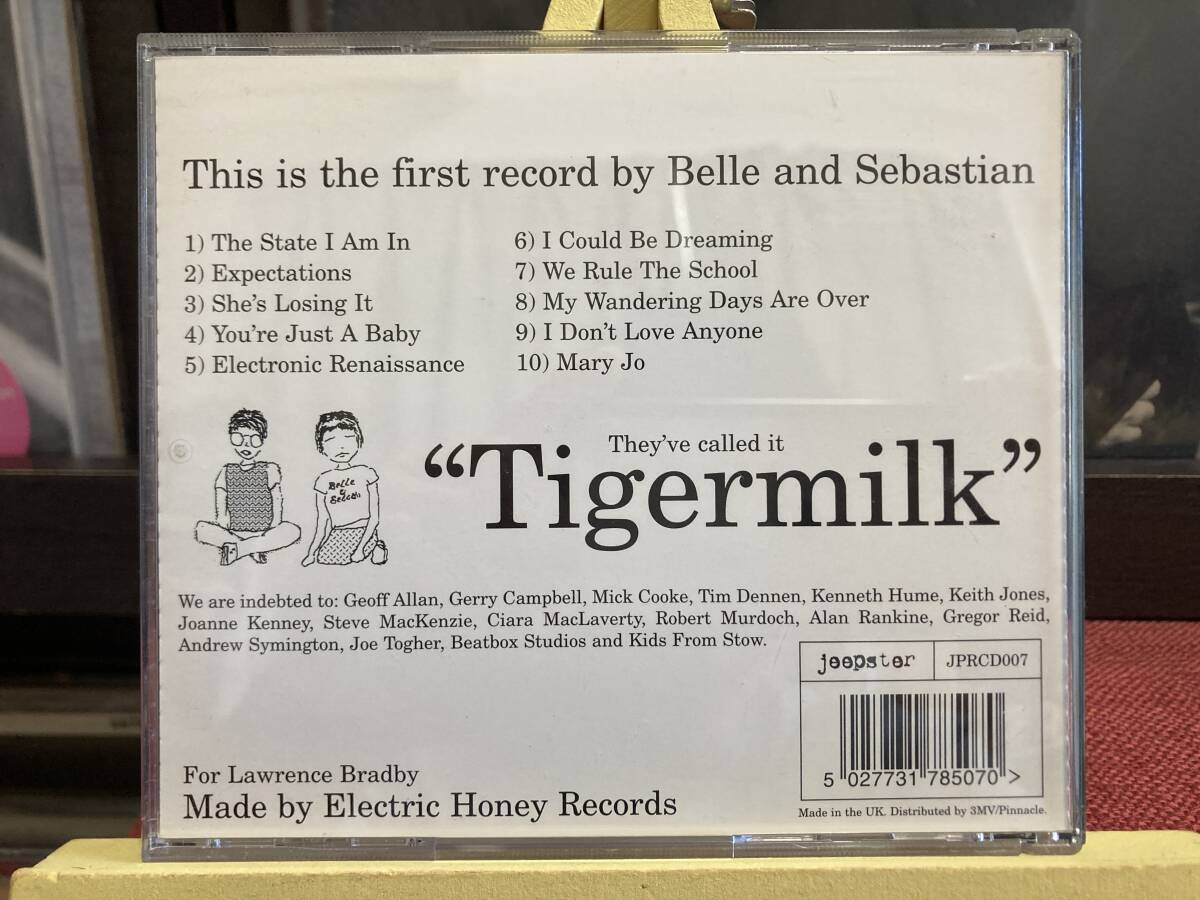 This is the first record by Belle and Sebastian
1) The State I Am In
2) Expectations
3) She's Losing It
4) You're Just A Baby
5) Electronic Renaissance
6) I Could Be Dreaming
7) We Rule The School
8) My Wandering Days Are Over
9) I Don't Love Anyone
10) Mary Jo
They've called it
“Tigermilk”
We are indebted to: Geoff Allan, Gerry Campbell, Mick Cooke, Tim Dennen, Kenneth Hume, Keith Jones,
Joanne Kenney, Steve MacKenzie, Ciara MacLaverty, Robert Murdoch, Alan Rankine, Gregor Reid,
Andrew Symington, Joe Togher, Beatbox Studios and Kids From Stow.
jeepster
JPRCD007
5 027731 785070 >
For Lawrence Bradby
Made by Electric Honey Records
Made in the UK. Distributed by 3MV/Pinnacle.
Belle